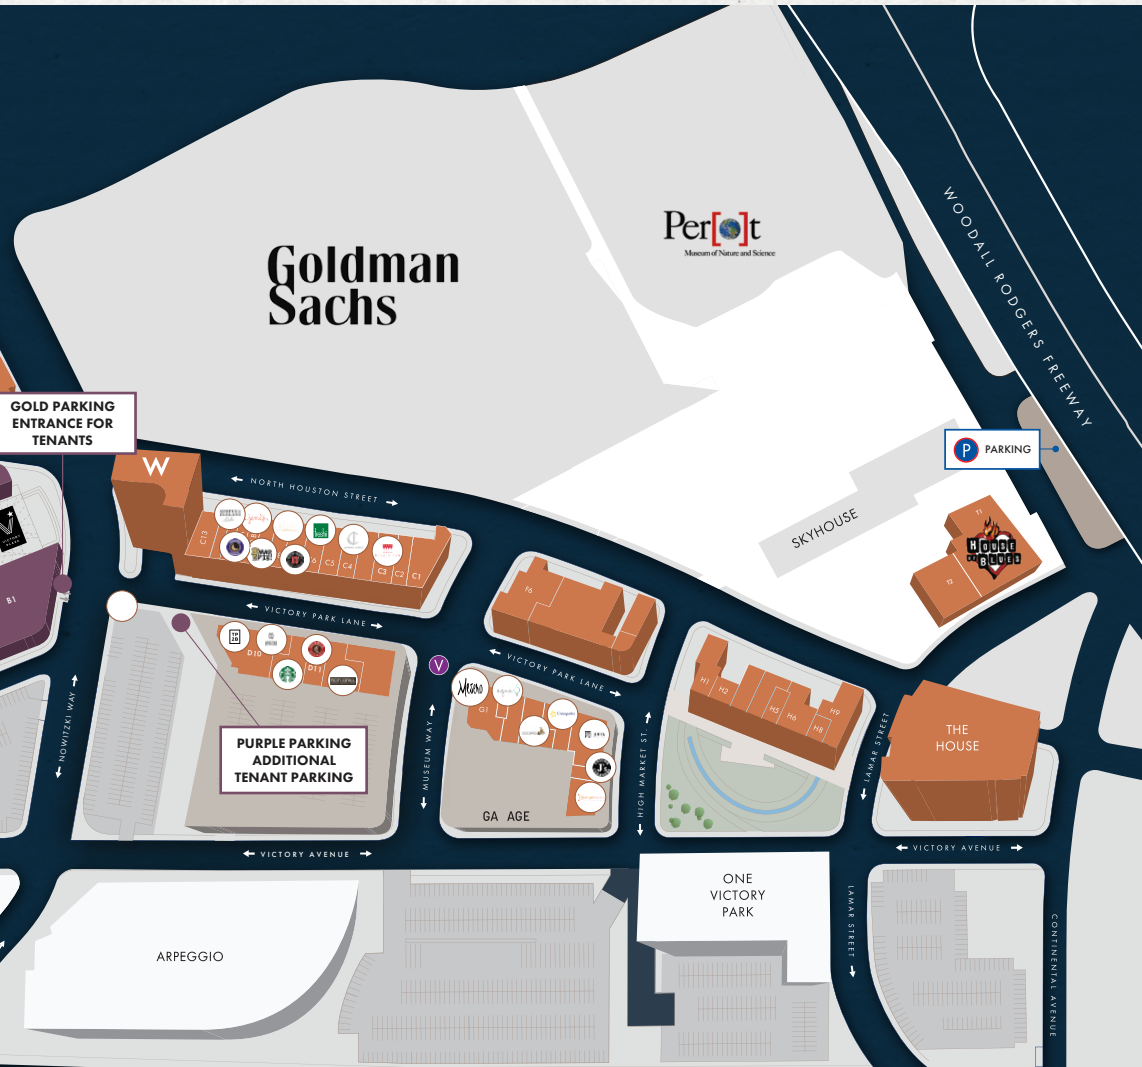 Per[ ]t
Museum of Nature and Science
Goldman
Sachs
WOODALL RODGERS FREEWAY
GOLD PARKING
ENTRANCE FOR
TENANTS
P PARKING
W
NORTH HOUSTON STREET
SKYHOUSE
T1
HOUSE
OF BLUES
T2
C13
C5
C4
C3
C2
C1
F6
B1
VICTORY PARK LANE
TP
D10
D11
V
VICTORY PARK LANE
G1
H1
H2
H5
H6
H8
H9
NOWITZKI WAY
MUSEUM WAY
HIGH MARKET ST.
LAMAR STREET
THE
HOUSE
PURPLE PARKING
ADDITIONAL
TENANT PARKING
GA AGE
VICTORY AVENUE
VICTORY AVENUE
ONE
VICTORY
PARK
ARPEGGIO
LAMAR STREET
CONTINENTAL AVENUE